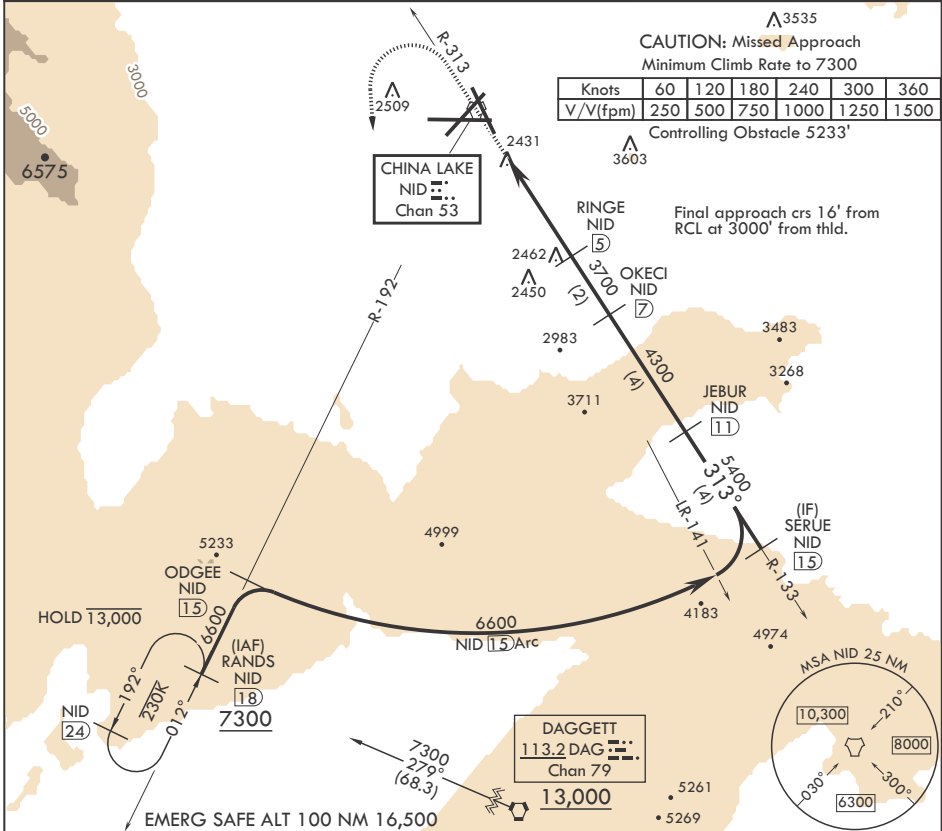 3535
CAUTION: Missed Approach
Minimum Climb Rate to 7300
Knots 60 120 180 240 300 360
V/V(fpm) 250 500 750 1000 1250 1500
Controlling Obstacle 5233'
R-313
3000
5000
6575
2509
2431
3603
CHINA LAKE
NID
Chan 53
RINGE
NID
5
Final approach crs 16' from
RCL at 3000' from thld.
2462
2450
3700
(2)
OKECI
NID
7
R-192
2983
3483
3268
4300
(4)
3711
JEBUR
NID
11
5400
313°
(4)
LR-141
(IF)
SERUE
NID
15
R-133
4999
5233
ODGEE
NID
15
HOLD 13,000
6600
6600
NID 15 Arc
4183
4974
(IAF)
RANDS
NID
18
7300
192°
230K
012°
NID
24
MSA NID 25 NM
10,300
210°
8000
030°
300°
6300
DAGGETT
113.2 DAG
Chan 79
13,000
7300
279°
(68.3)
5261
5269
EMERG SAFE ALT 100 NM 16,500